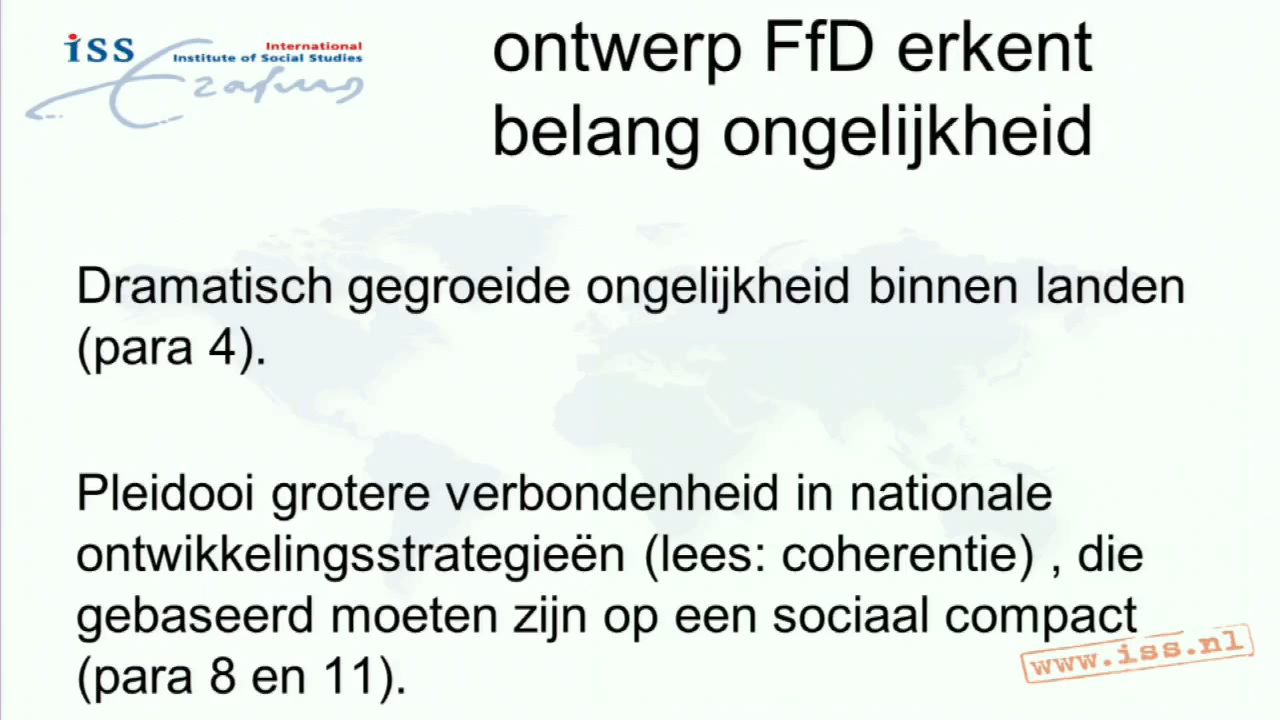 iss
International
Institute of Social Studies
Erasmus
ontwerp FfD erkent
belang ongelijkheid
Dramatisch gegroeide ongelijkheid binnen landen
(para 4).
Pleidooi grotere verbondenheid in nationale
ontwikkelingsstrategieën (lees: coherentie) , die
gebaseerd moeten zijn op een sociaal compact
(para 8 en 11).
www.iss.nl